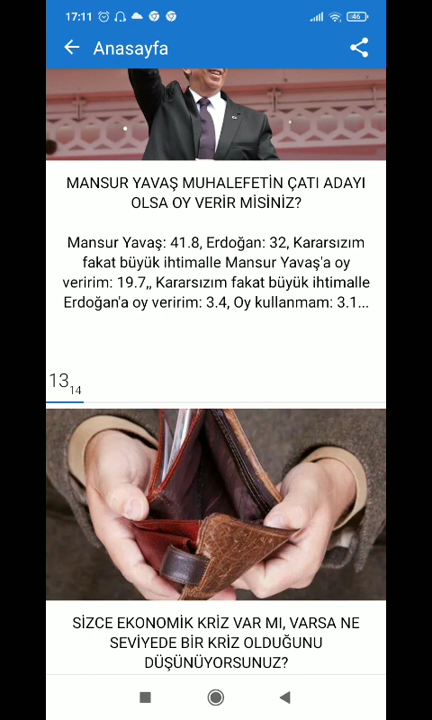 17:11
46
Anasayfa
MANSUR YAVAŞ MUHALEFETİN ÇATI ADAYI
OLSA OY VERİR MİSİNİZ?
Mansur Yavaş: 41.8, Erdoğan: 32, Kararsızım
fakat büyük ihtimalle Mansur Yavaş'a oy
veririm: 19.7,, Kararsızım fakat büyük ihtimalle
Erdoğan'a oy veririm: 3.4, Oy kullanmam: 3.1...
13
14
SİZCE EKONOMİK KRİZ VAR MI, VARSA NE
SEVİYEDE BİR KRİZ OLDUĞUNU
DÜŞÜNÜYORSUNUZ?